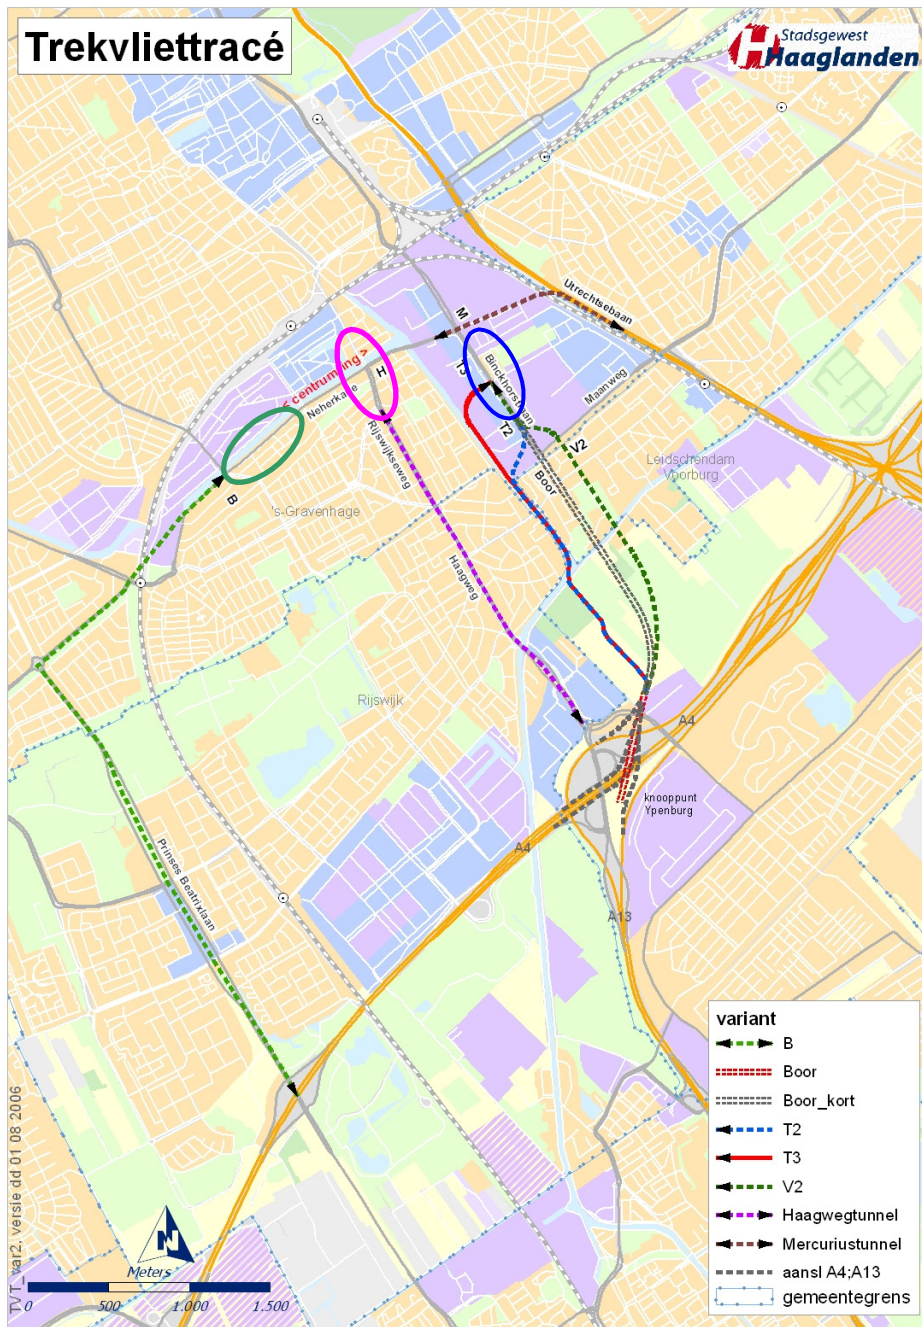 Trekvliettracé
Stadsgewest
Haaglanden
Utrechtsebaan
M
T3
Binckhorstlaan
< centrumring >
H
Neherkade
Maanweg
T2
V2
Rijswijkseweg
Boor
Leidschendam
Voorburg
B
's-Gravenhage
Haagweg
Rijswijk
A4
knooppunt
Ypenburg
A4
Prinses Beatrixlaan
A13
variant
B
Boor
Boor_kort
T2
T3
V2
Haagwegtunnel
Mercuriustunnel
aansl A4;A13
gemeentegrens
TVT_var2, versie dd 01 08 2006
N
Meters
0 500 1.000 1.500